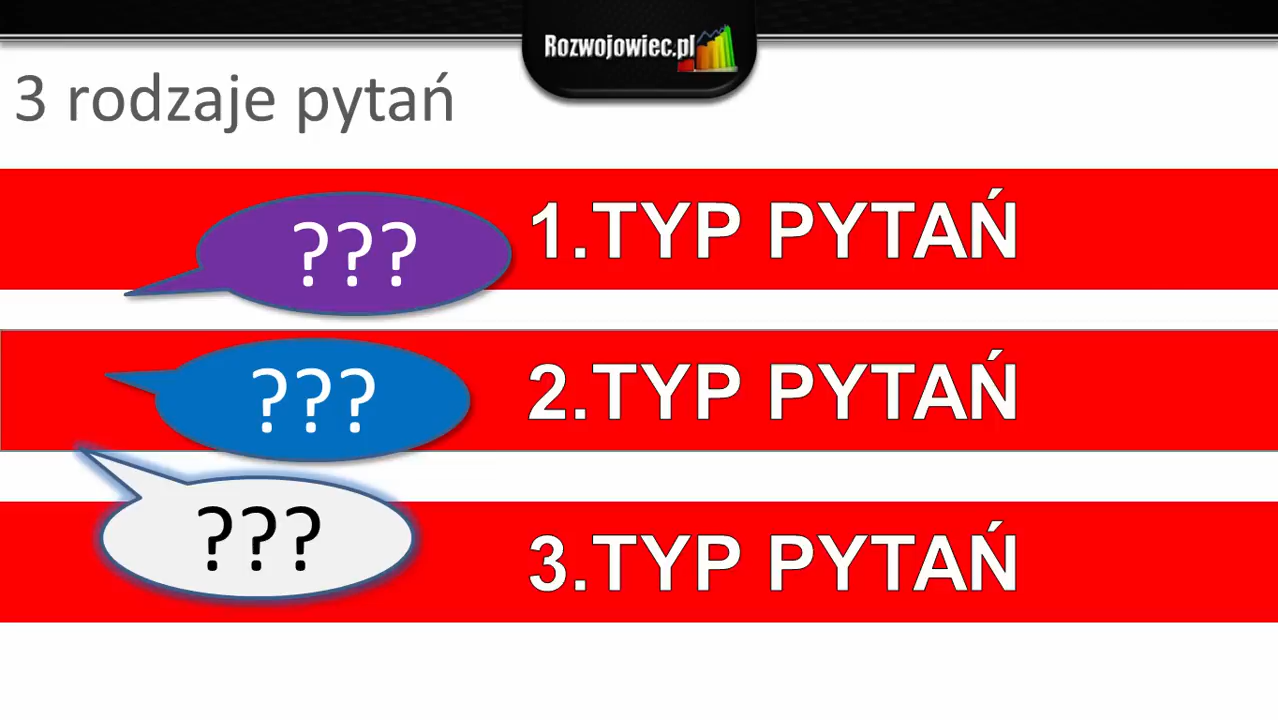 Rozwojowiec.pl
3 rodzaje pytań
???
1.TYP PYTAŃ
???
2.TYP PYTAŃ
???
3.TYP PYTAŃ